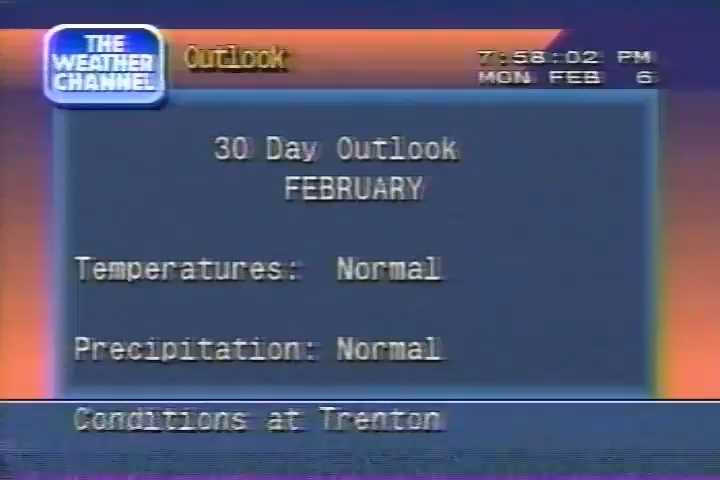 THE
WEATHER
CHANNEL
Outlook
7:58:02 PM
MON FEB 6
30 Day Outlook
FEBRUARY
Temperatures: Normal
Precipitation: Normal
Conditions at Trenton